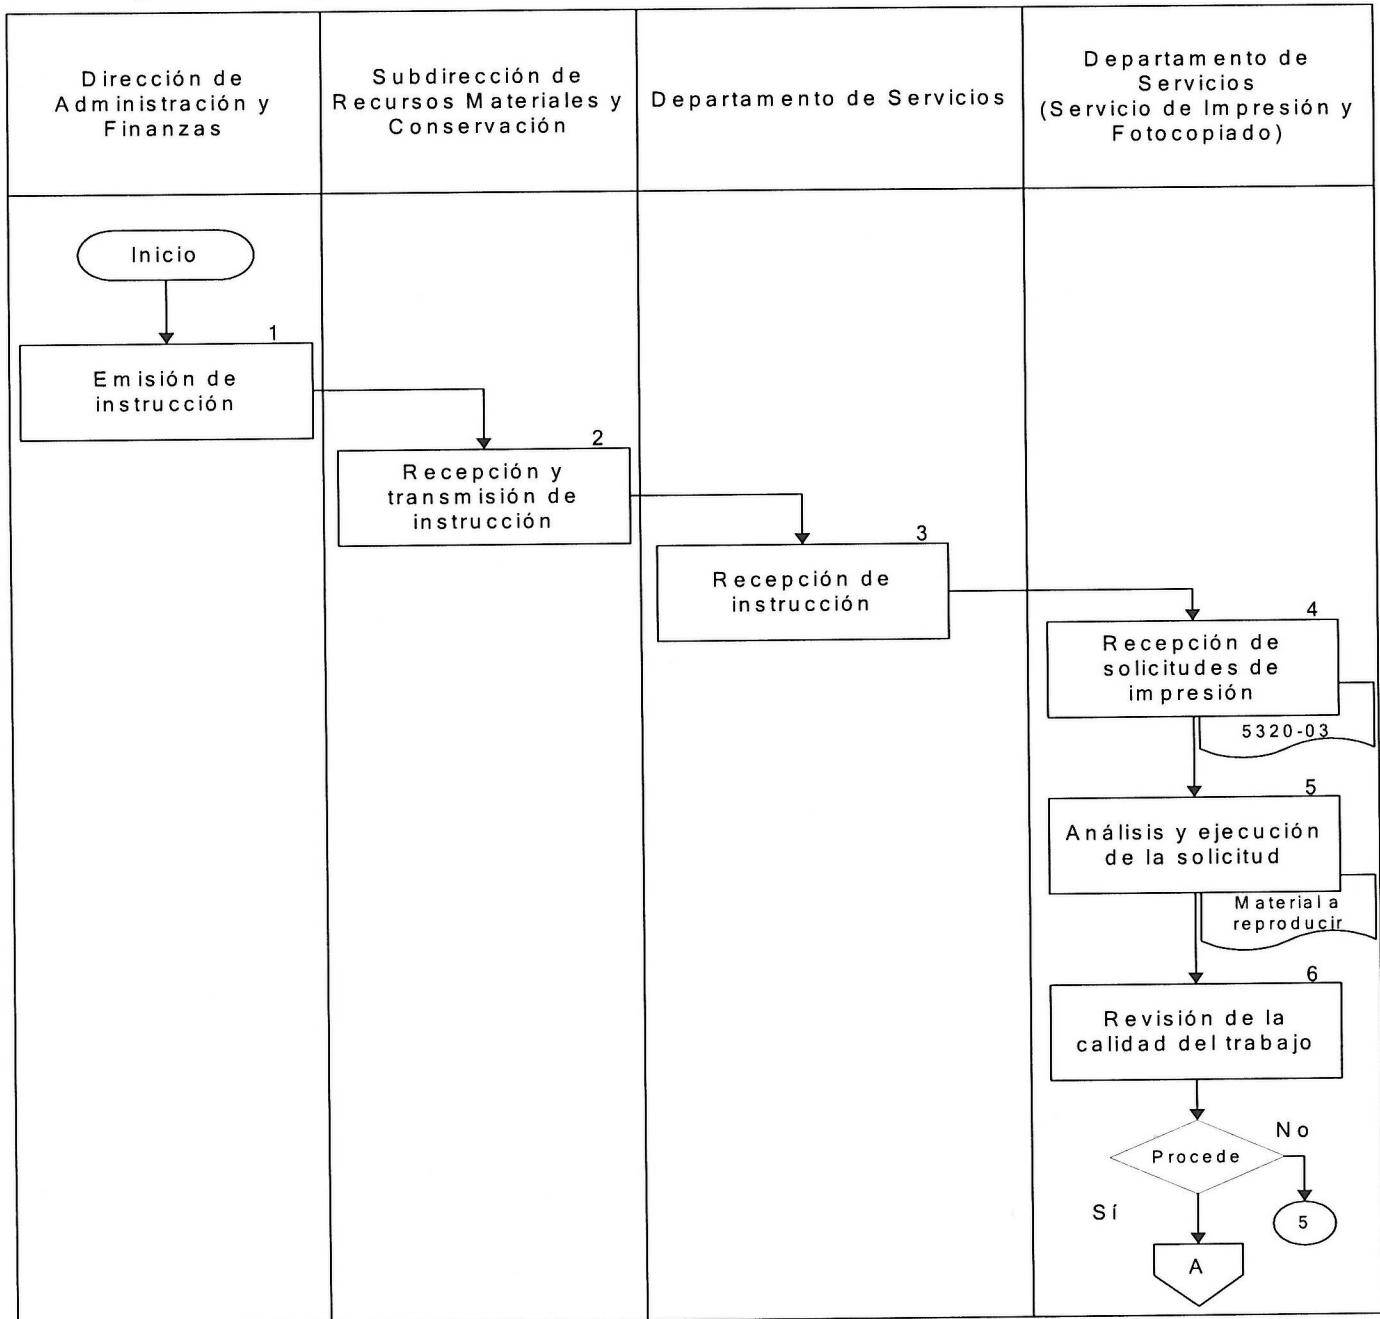 Dirección de
Administración y
Finanzas
Subdirección de
Recursos Materiales y
Conservación
Departamento de Servicios
Departamento de
Servicios
(Servicio de Impresión y
Fotocopiado)
Inicio
1
Emisión de
instrucción
2
Recepción y
transmisión de
instrucción
3
Recepción de
instrucción
4
Recepción de
solicitudes de
impresión
5320-03
5
Análisis y ejecución
de la solicitud
Material a
reproducir
6
Revisión de la
calidad del trabajo
Procede
No
Sí
5
A